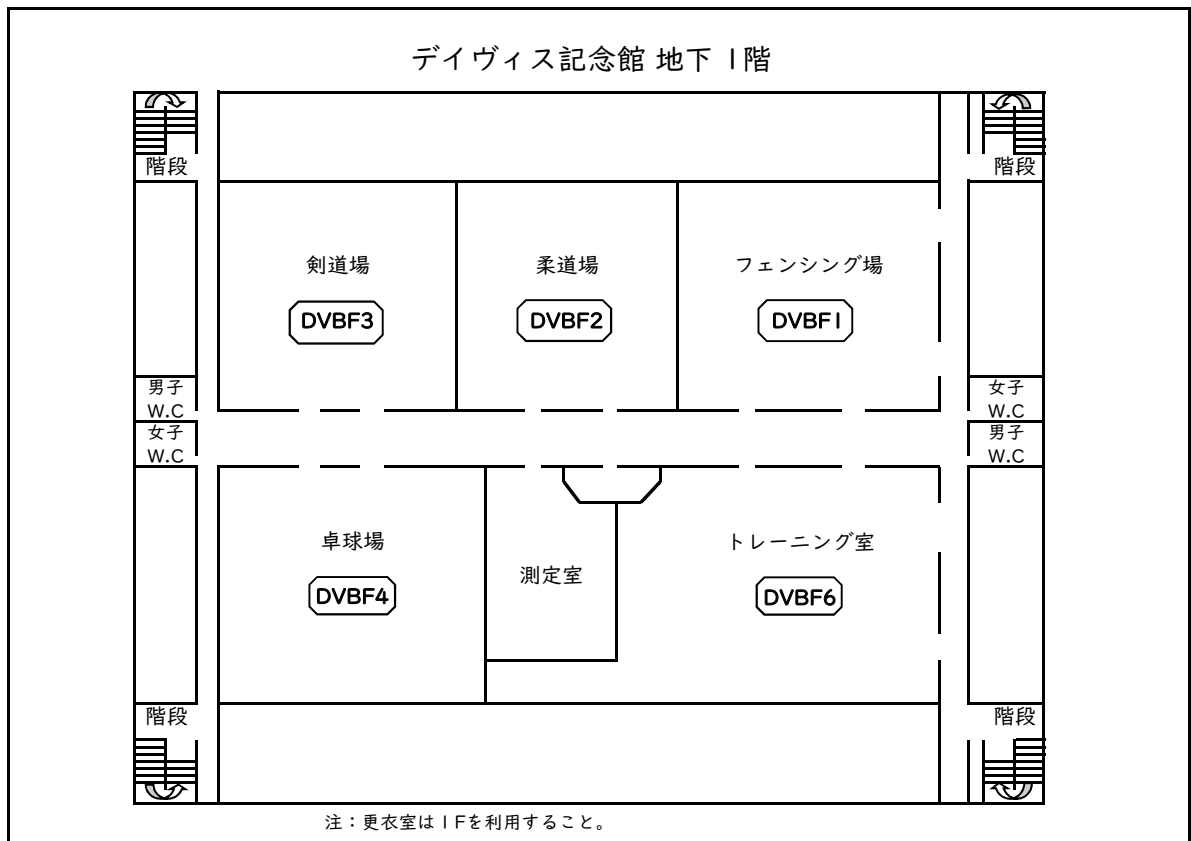 デイヴィス記念館 地下 1階
階段
階段
剣道場
柔道場
フェンシング場
DVBF3
DVBF2
DVBF1
男子
W.C
女子
W.C
女子
W.C
男子
W.C
卓球場
測定室
トレーニング室
DVBF4
DVBF6
階段
階段
注：更衣室は1Fを利用すること。